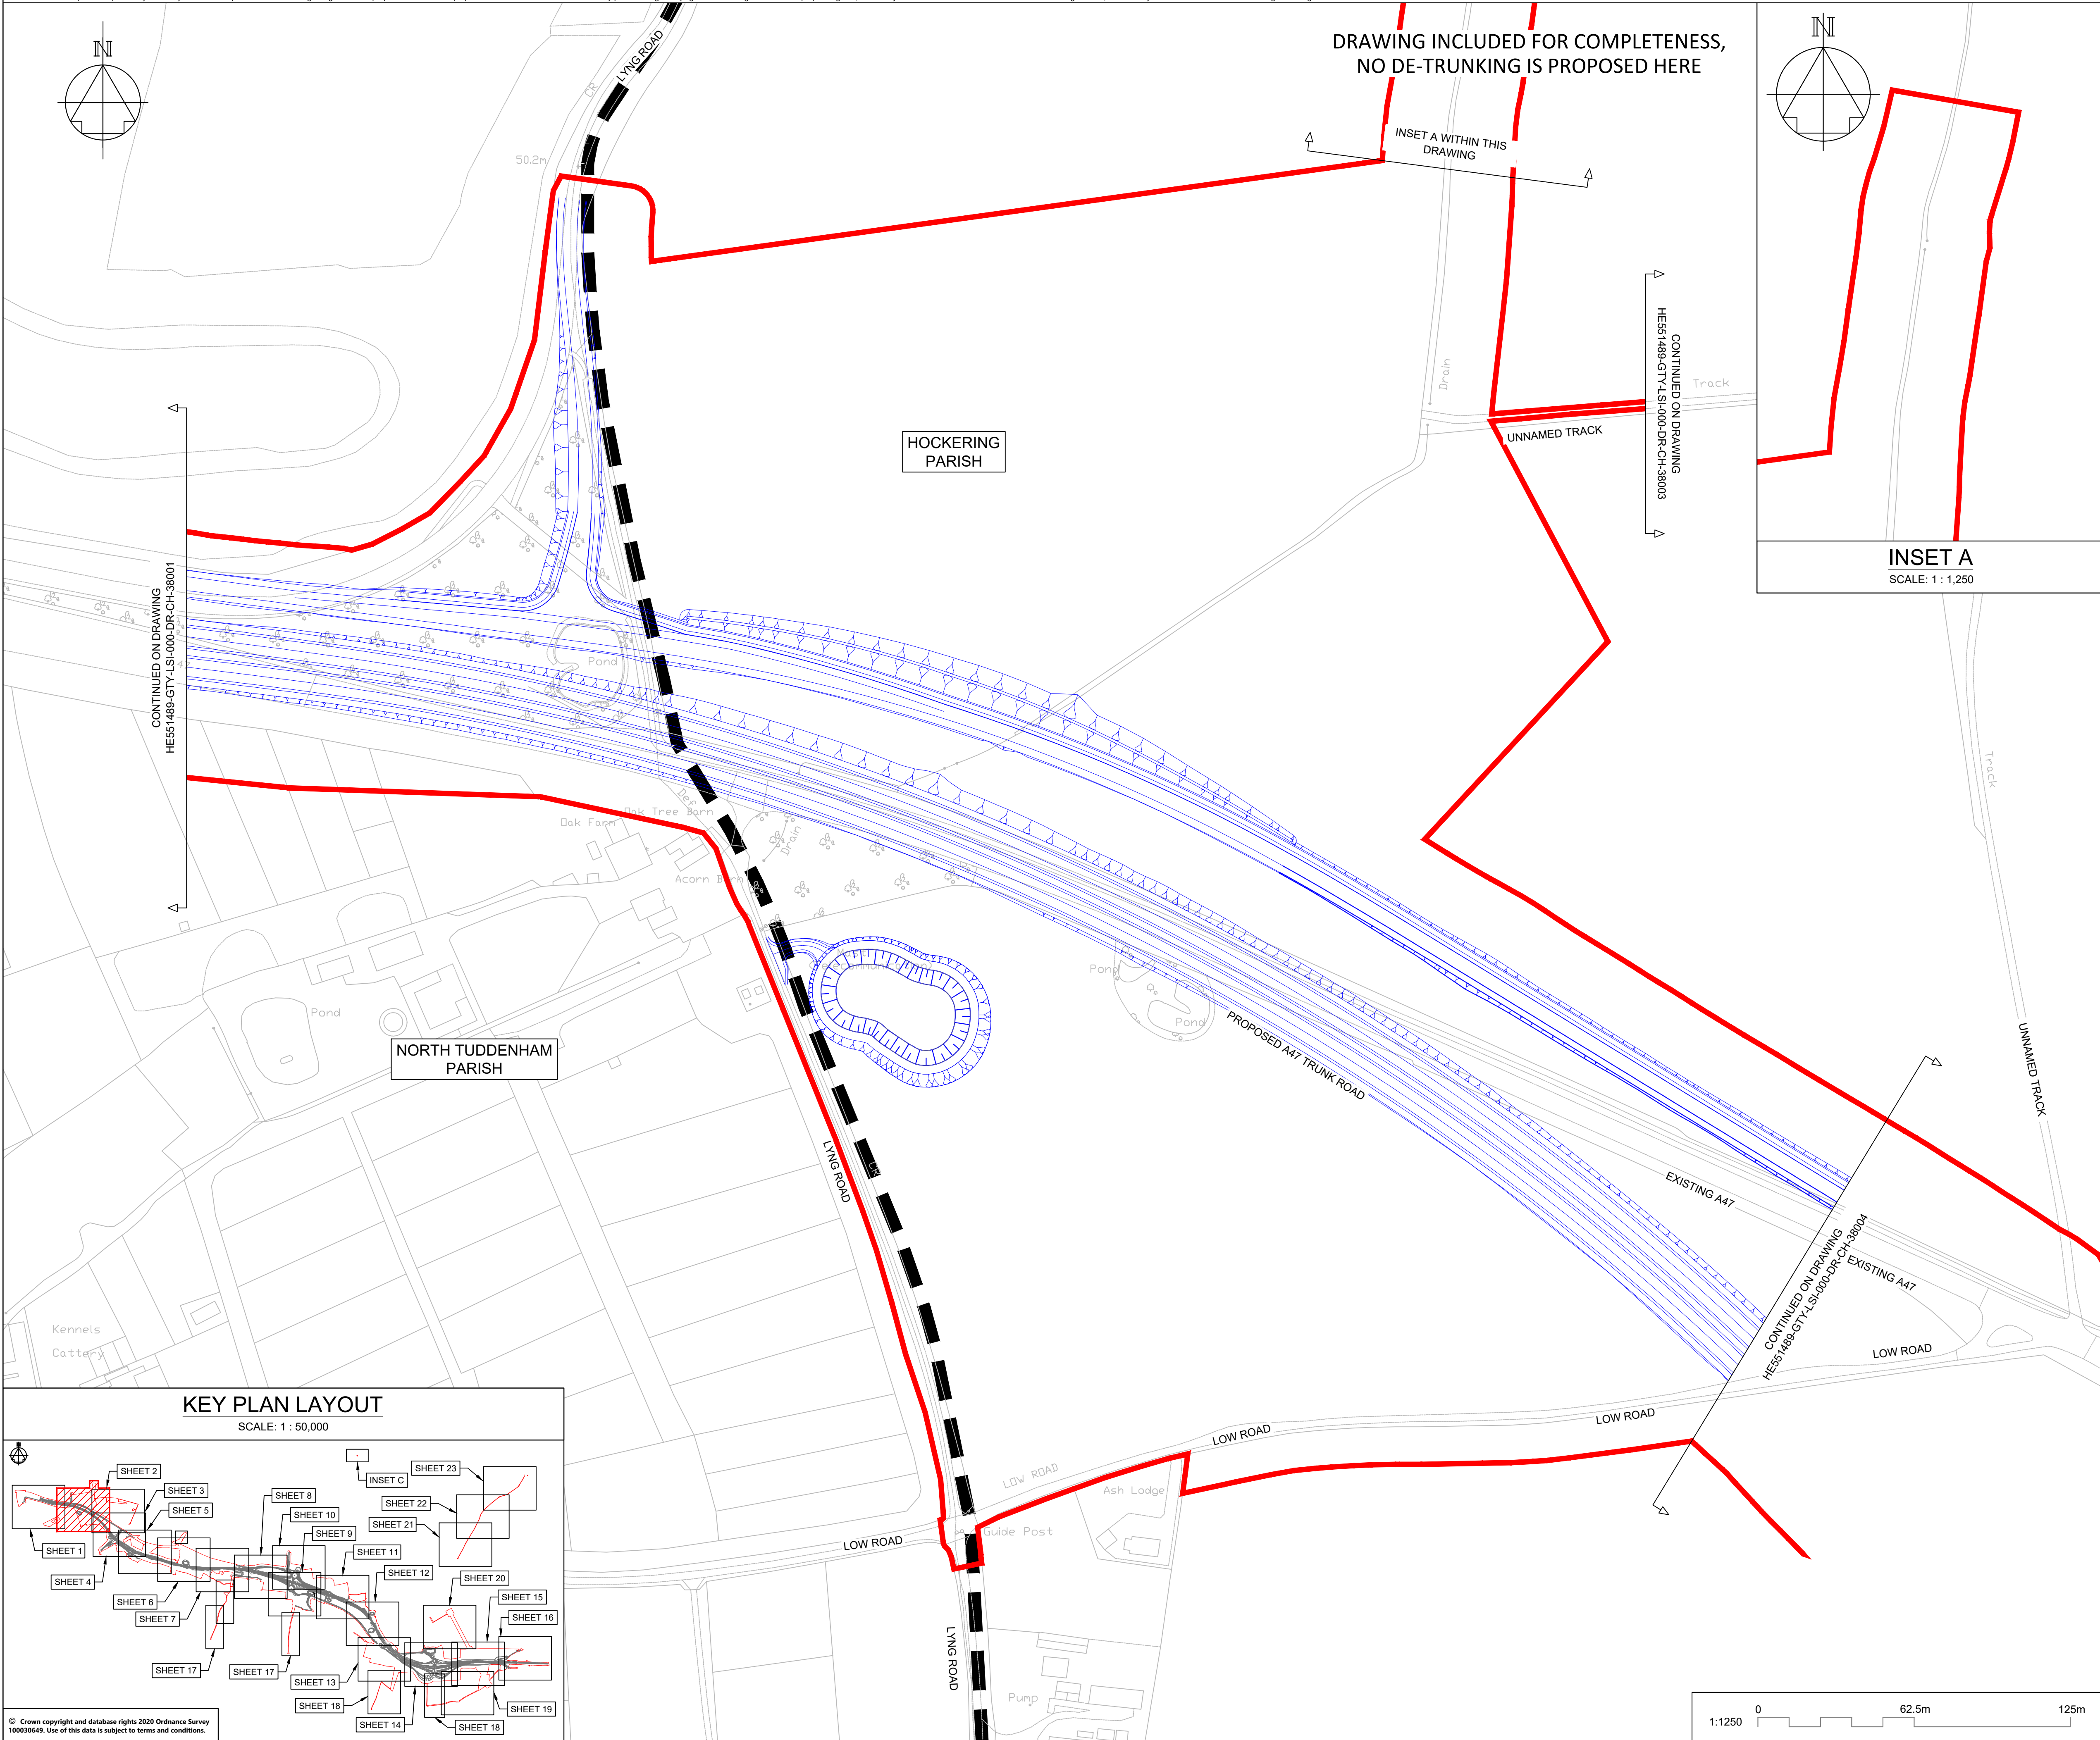 DRAWING INCLUDED FOR COMPLETENESS,
NO DE-TRUNKING IS PROPOSED HERE
N
N
LYNG ROAD
CR
50.2m
INSET A WITHIN THIS
DRAWING
CONTINUED ON DRAWING
HE551489-GTY-LSI-000-DR-CH-38003
Drain
Track
UNNAMED TRACK
HOCKERING
PARISH
INSET A
SCALE: 1 : 1,250
CONTINUED ON DRAWING
HE551489-GTY-LSI-000-DR-CH-38001
Pond
Track
Def
Oak Tree Barn
Oak Farm
Drain
Acorn Barn
Pond
Pond
Pond
PROPOSED A47 TRUNK ROAD
UNNAMED TRACK
NORTH TUDDENHAM
PARISH
LYNG ROAD
CR
EXISTING A47
EXISTING A47
CONTINUED ON DRAWING
HE551489-GTY-LSI-000-DR-CH-38004
Kennels
Cattery
LOW ROAD
LOW ROAD
LOW ROAD
LOW ROAD
Ash Lodge
Guide Post
LOW ROAD
LYNG ROAD
Pump
KEY PLAN LAYOUT
SCALE: 1 : 50,000
SHEET 2
SHEET 3
SHEET 5
SHEET 1
SHEET 4
SHEET 6
SHEET 7
SHEET 17
SHEET 17
SHEET 8
SHEET 10
SHEET 9
SHEET 11
SHEET 12
INSET C
SHEET 23
SHEET 22
SHEET 21
SHEET 20
SHEET 15
SHEET 16
SHEET 13
SHEET 18
SHEET 14
SHEET 18
SHEET 19
© Crown copyright and database rights 2020 Ordnance Survey
100030649. Use of this data is subject to terms and conditions.
1:1250
0
62.5m
125m